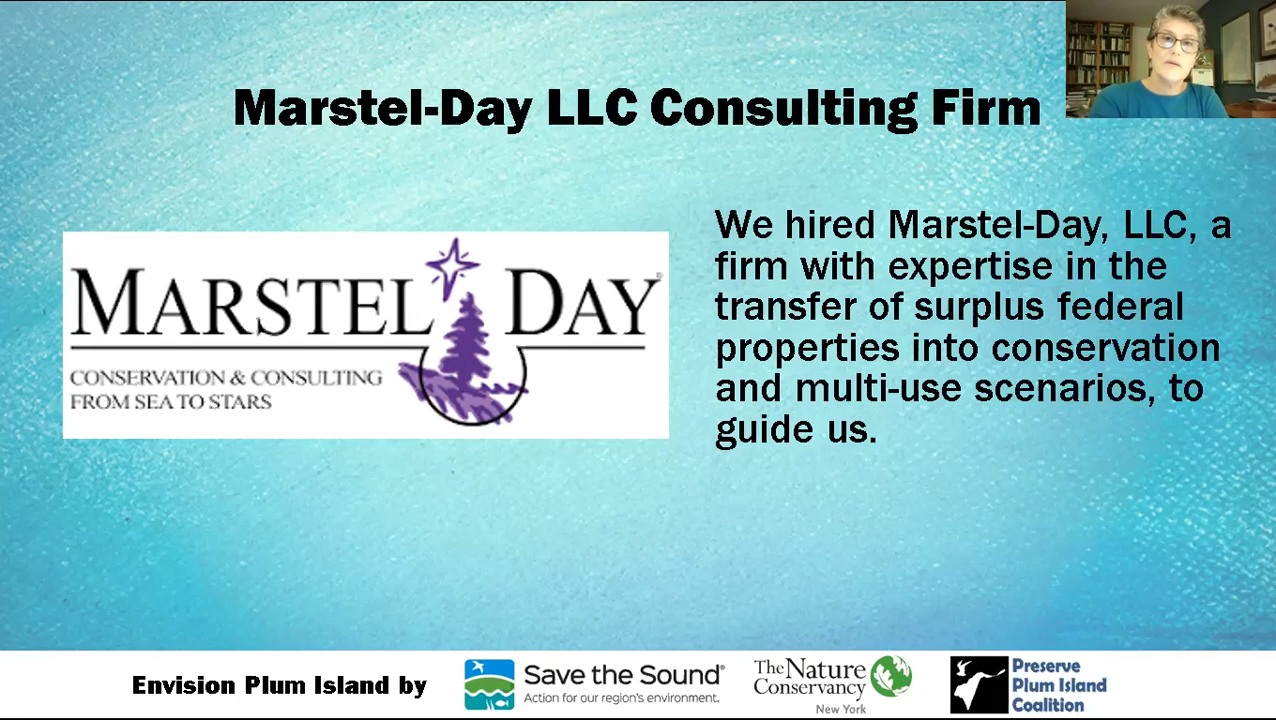 Marstel-Day LLC Consulting Firm
MARSTEL DAY®
CONSERVATION & CONSULTING
FROM SEA TO STARS
We hired Marstel-Day, LLC, a
firm with expertise in the
transfer of surplus federal
properties into conservation
and multi-use scenarios, to
guide us.
Envision Plum Island by
Save the Sound®
Action for our region's environment.
The Nature
Conservancy
New York
Preserve
Plum Island
Coalition